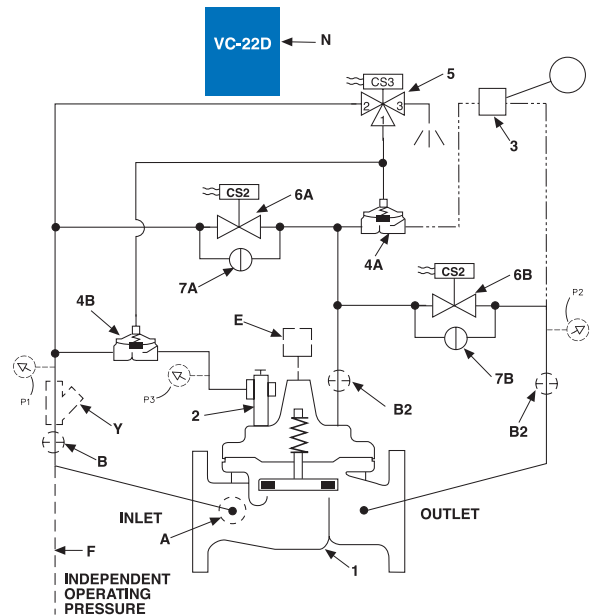 VC-22D
N
CS3
5
2
3
1
3
CS2
6A
4A
7A
CS2
6B
P2
4B
E
7B
P1
P3
Y
2
B2
B2
B
INLET
OUTLET
A
F
1
INDEPENDENT
OPERATING
PRESSURE